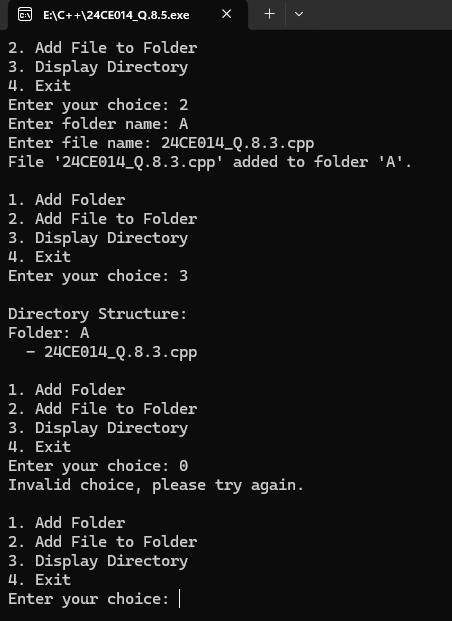 E:\C++\24CE014_Q.8.5.exe
2. Add File to Folder
3. Display Directory
4. Exit
Enter your choice: 2
Enter folder name: A
Enter file name: 24CE014_Q.8.3.cpp
File '24CE014_Q.8.3.cpp' added to folder 'A'.
1. Add Folder
2. Add File to Folder
3. Display Directory
4. Exit
Enter your choice: 3
Directory Structure:
Folder: A
  - 24CE014_Q.8.3.cpp
1. Add Folder
2. Add File to Folder
3. Display Directory
4. Exit
Enter your choice: 0
Invalid choice, please try again.
1. Add Folder
2. Add File to Folder
3. Display Directory
4. Exit
Enter your choice: